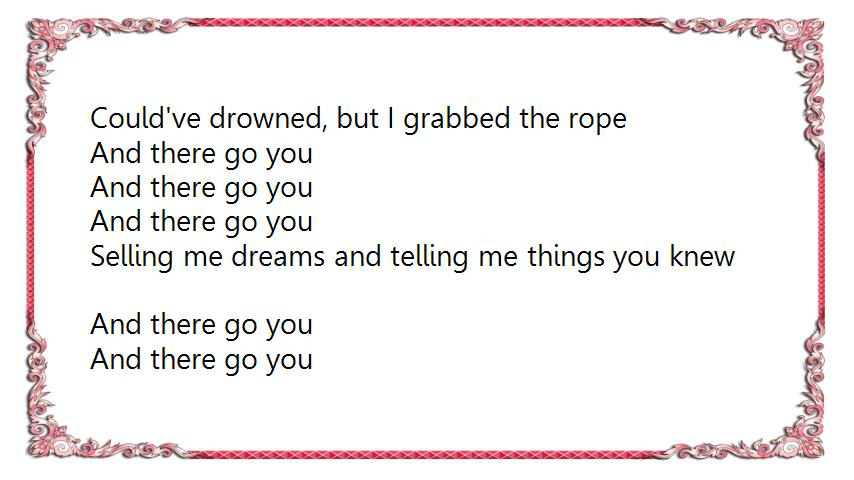 Could've drowned, but I grabbed the rope
And there go you
And there go you
And there go you
Selling me dreams and telling me things you knew
And there go you
And there go you